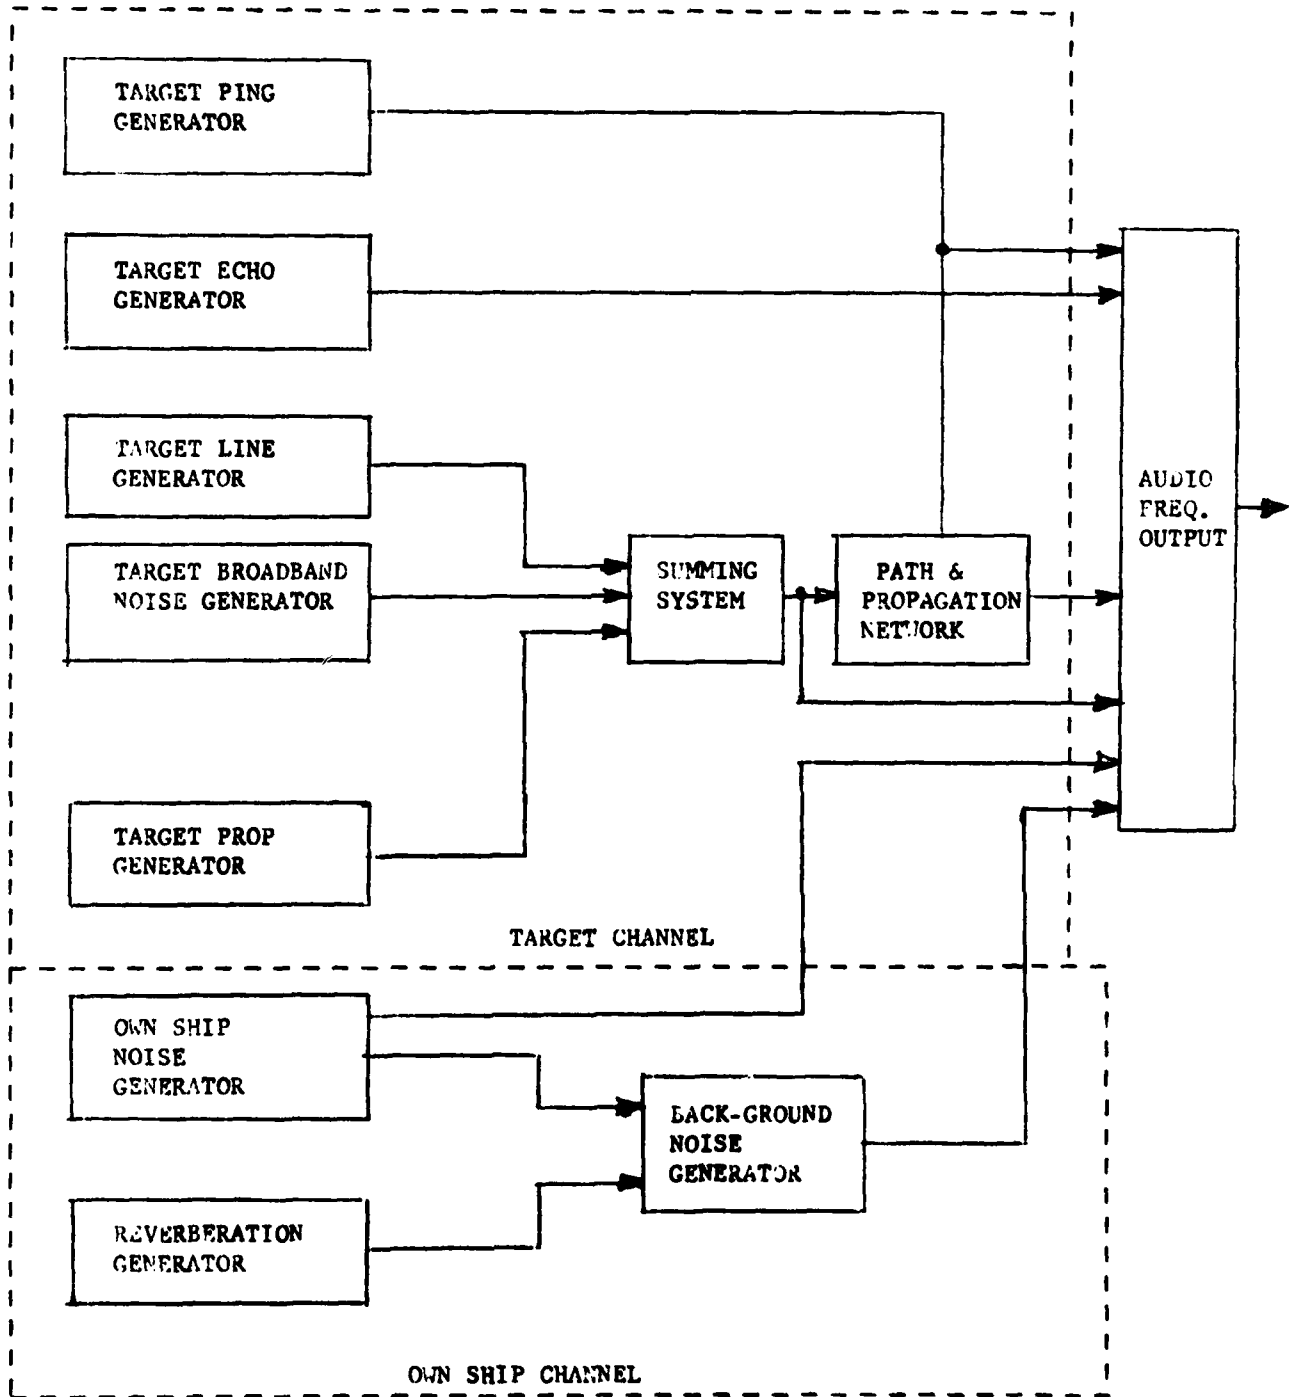 TARGET PING
GENERATOR
TARGET ECHO
GENERATOR
TARGET LINE
GENERATOR
TARGET BROADBAND
NOISE GENERATOR
SUMMING
SYSTEM
PATH &
PROPAGATION
NETWORK
AUDIO
FREQ.
OUTPUT
TARGET PROP
GENERATOR
TARGET CHANNEL
OWN SHIP
NOISE
GENERATOR
BACK-GROUND
NOISE
GENERATOR
REVERBERATION
GENERATOR
OWN SHIP CHANNEL